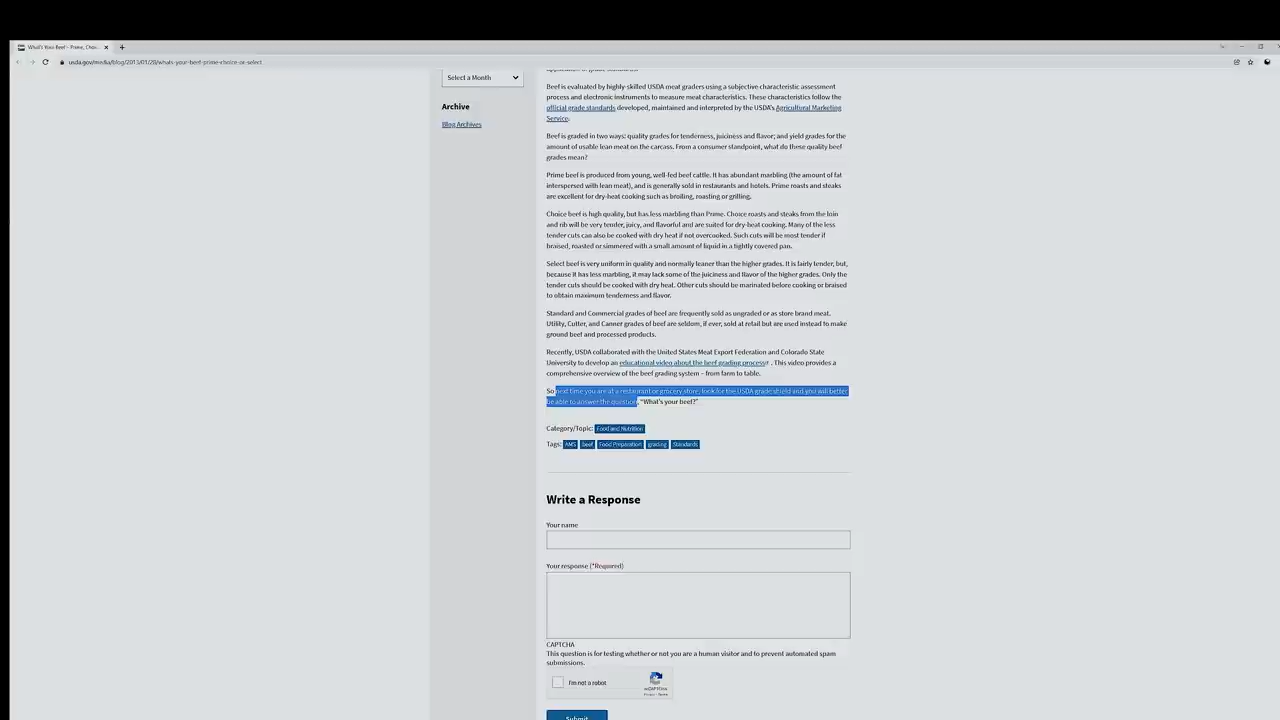 What's Your Beef – Prime, Choi...
usda.gov/media/blog/2013/01/28/whats-your-beef-prime-choice-or-select
Select a Month
Archive
Blog Archives
Beef is evaluated by highly-skilled USDA meat graders using a subjective characteristic assessment
process and electronic instruments to measure meat characteristics. These characteristics follow the
official grade standards developed, maintained and interpreted by the USDA's Agricultural Marketing
Service.
Beef is graded in two ways: quality grades for tenderness, juiciness and flavor; and yield grades for the
amount of usable lean meat on the carcass. From a consumer standpoint, what do these quality beef
grades mean?
Prime beef is produced from young, well-fed beef cattle. It has abundant marbling (the amount of fat
interspersed with lean meat), and is generally sold in restaurants and hotels. Prime roasts and steaks
are excellent for dry-heat cooking such as broiling, roasting or grilling.
Choice beef is high quality, but has less marbling than Prime. Choice roasts and steaks from the loin
and rib will be very tender, juicy, and flavorful and are suited for dry-heat cooking. Many of the less
tender cuts can also be cooked with dry heat if not overcooked. Such cuts will be most tender if
braised, roasted or simmered with a small amount of liquid in a tightly covered pan.
Select beef is very uniform in quality and normally leaner than the higher grades. It is fairly tender, but,
because it has less marbling, it may lack some of the juiciness and flavor of the higher grades. Only the
tender cuts should be cooked with dry heat. Other cuts should be marinated before cooking or braised
to obtain maximum tenderness and flavor.
Standard and Commercial grades of beef are frequently sold as ungraded or as store brand meat.
Utility, Cutter, and Canner grades of beef are seldom, if ever, sold at retail but are used instead to make
ground beef and processed products.
Recently, USDA collaborated with the United States Meat Export Federation and Colorado State
University to develop an educational video about the beef grading process. This video provides a
comprehensive overview of the beef grading system – from farm to table.
So next time you are at a restaurant or grocery store, look for the USDA grade shield and you will better
be able to answer the question, "What's your beef?"
Category/Topic: Food and Nutrition
Tags: AMS beef Food Preparation grading Standards
Write a Response
Your name
Your response (*Required)
CAPTCHA
This question is for testing whether or not you are a human visitor and to prevent automated spam
submissions.
I'm not a robot
reCAPTCHA
Privacy - Terms
Submit